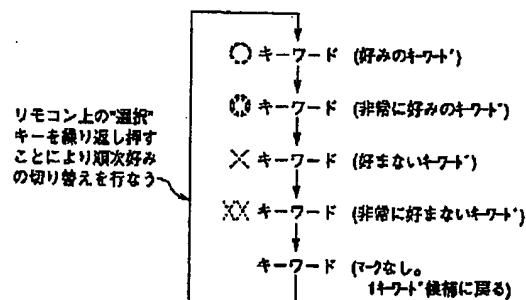 ○ キーワード (好みのキーワード)
◎ キーワード (非常に好みのキーワード)
リモコン上の"選択"
キーを繰り返し押す
ことにより順次好み
の切り替えを行なう
× キーワード (好まないキーワード)
×× キーワード (非常に好まないキーワード)
キーワード (マークなし。
1キーワード候補に戻る)